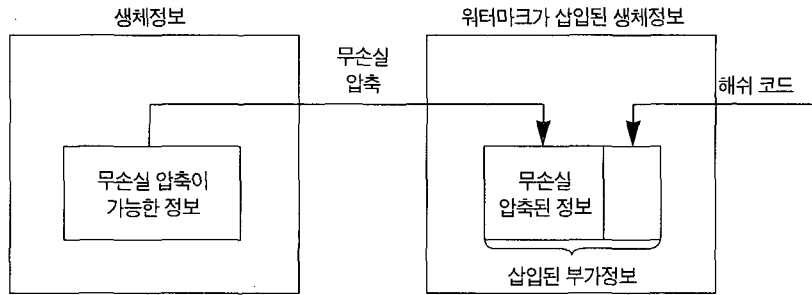 생체정보
워터마크가 삽입된 생체정보
무손실
압축
해쉬 코드
무손실 압축이
가능한 정보
무손실
압축된 정보
삽입된 부가정보